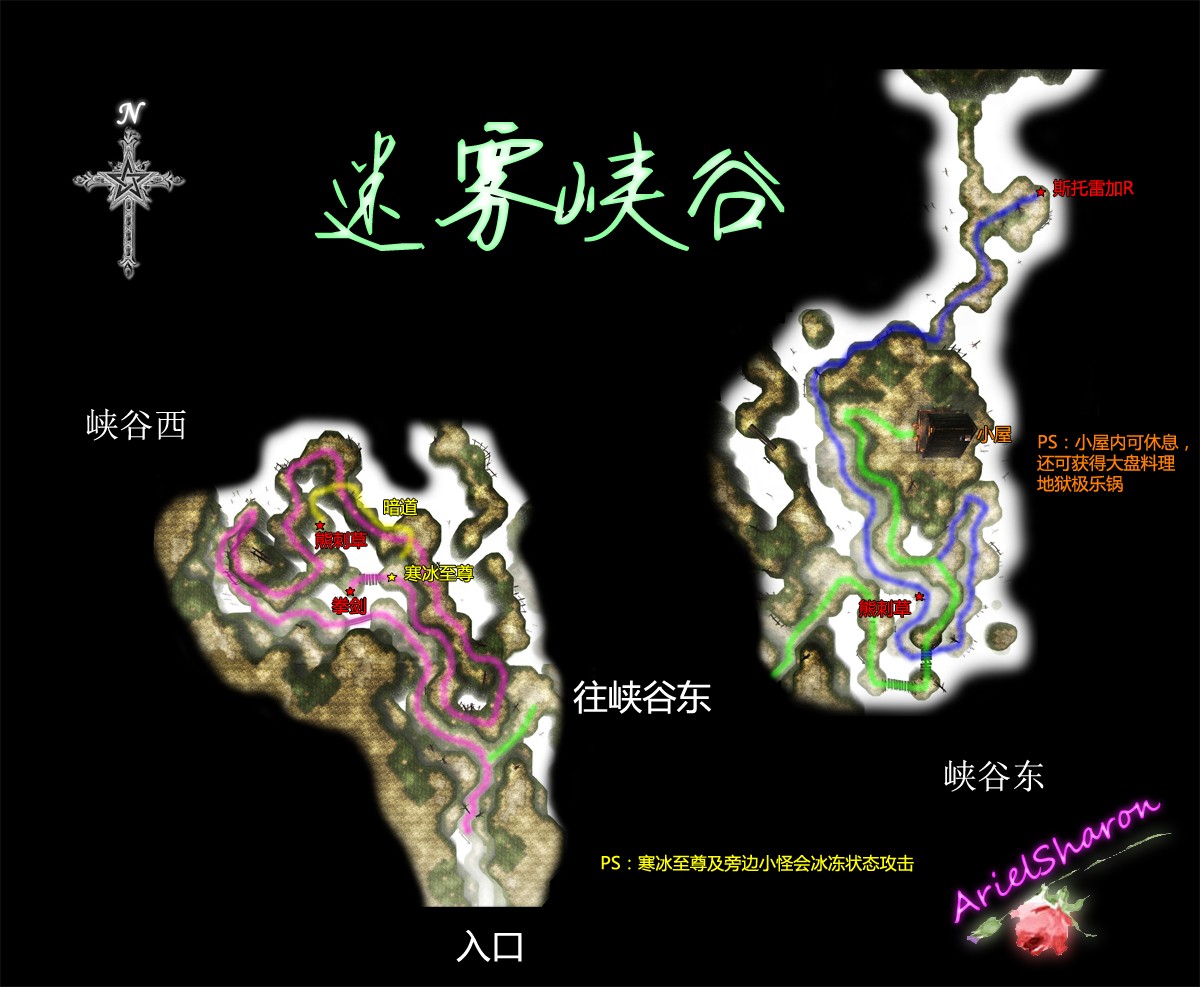 N
迷雾峡谷
斯托雷加R
峡谷西
小屋
PS：小屋内可休息，
还可获得大盘料理
地狱极乐锅
暗道
熊刺草
寒冰至尊
拳剑
熊刺草
往峡谷东
峡谷东
PS：寒冰至尊及旁边小怪会冰冻状态攻击
ArielSharon
入口